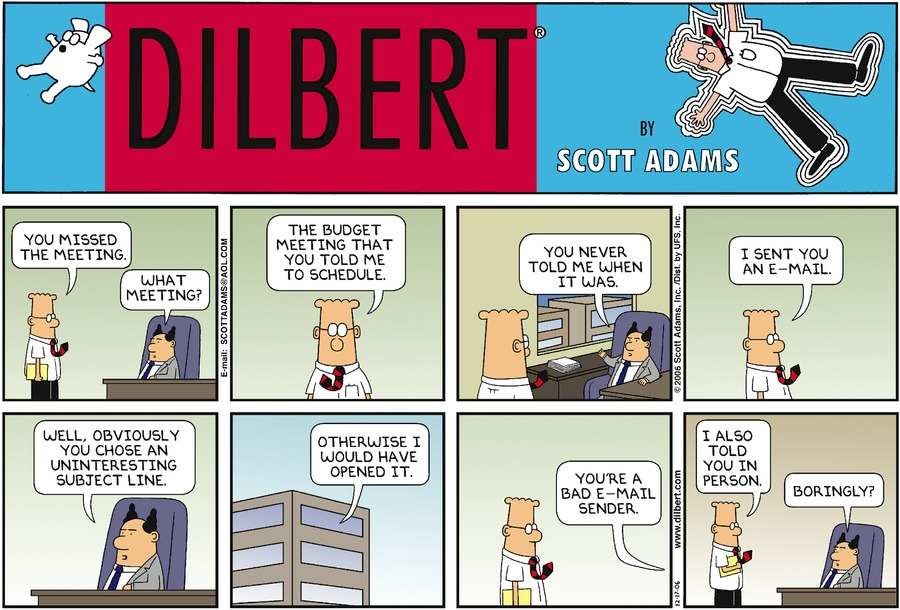 DILBERT®
BY
SCOTT ADAMS
YOU MISSED
THE MEETING.
WHAT
MEETING?
E-mail: SCOTTADAMS@AOL.COM
THE BUDGET
MEETING THAT
YOU TOLD ME
TO SCHEDULE.
YOU NEVER
TOLD ME WHEN
IT WAS.
© 2006 Scott Adams, Inc./Dist. by UFS, Inc.
I SENT YOU
AN E-MAIL.
WELL, OBVIOUSLY
YOU CHOSE AN
UNINTERESTING
SUBJECT LINE.
OTHERWISE I
WOULD HAVE
OPENED IT.
YOU'RE A
BAD E-MAIL
SENDER.
12-17-06
www.dilbert.com
I ALSO
TOLD
YOU IN
PERSON.
BORINGLY?